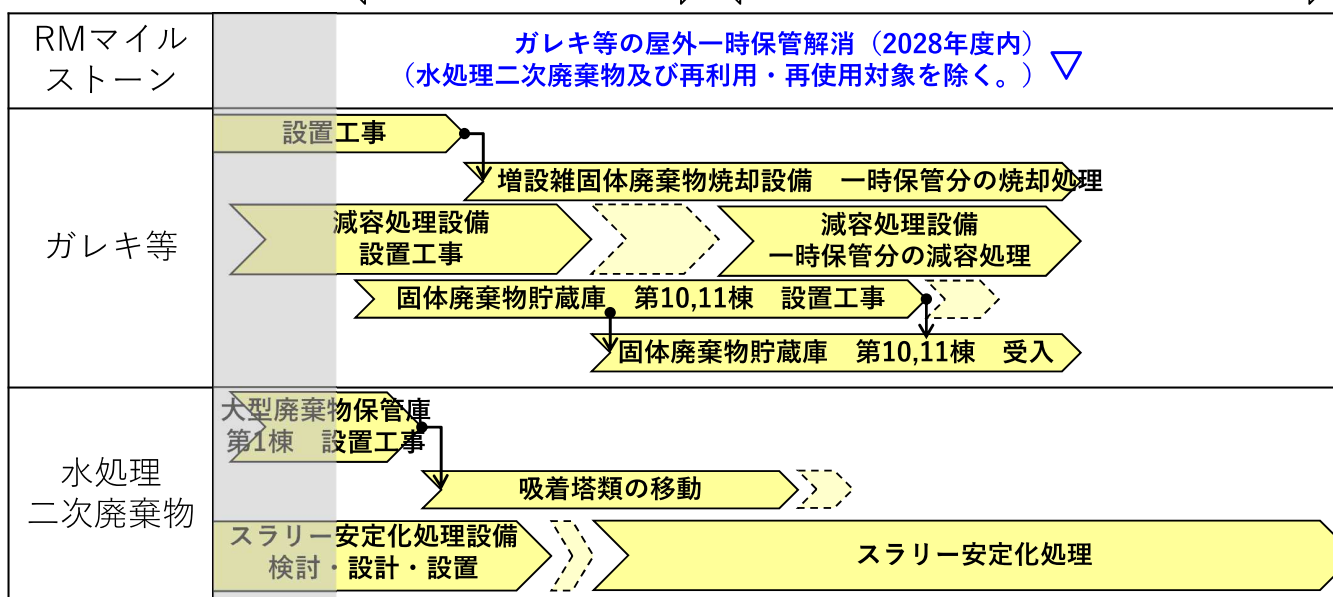 RMマイル
ストーン
ガレキ等の屋外一時保管解消（2028年度内）
（水処理二次廃棄物及び再利用・再使用対象を除く。）
ガレキ等
設置工事
増設雑固体廃棄物焼却設備　一時保管分の焼却処理
減容処理設備
設置工事
減容処理設備
一時保管分の減容処理
固体廃棄物貯蔵庫　第10,11棟　設置工事
固体廃棄物貯蔵庫　第10,11棟　受入
水処理
二次廃棄物
大型廃棄物保管庫
第1棟　設置工事
吸着塔類の移動
スラリー安定化処理設備
検討・設計・設置
スラリー安定化処理